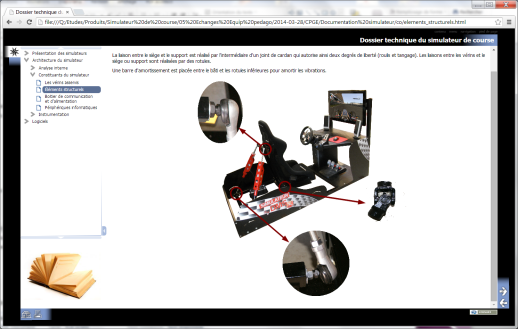 Dossier technique d
file:///Q:/Etudes/Produits/Simulateur%20de%20course/05%20Echanges%20Equip%20pedago/2014-03-28/CPGE/Documentation%20simulateur/co/elements_structurels.html
Dossier technique du simulateur de course
Présentation des simulateurs
Architecture du simulateur
Analyse interne
Constituants du simulateur
Les vérins asservis
Éléments structurels
Boitier de communication
et d'alimentation
Périphériques informatiques
Instrumentation
Logiciels
La liaison entre le siège et le support est réalisé par l'intermédiaire d'un joint de cardan qui autorise ainsi deux degrés de liberté (roulis et tangage). Les liaisons entre les vérins et le
siège ou support sont réalisées par des rotules.
Une barre d'amortissement est placée entre le bâti et les rotules inférieures pour amortir les vibrations.